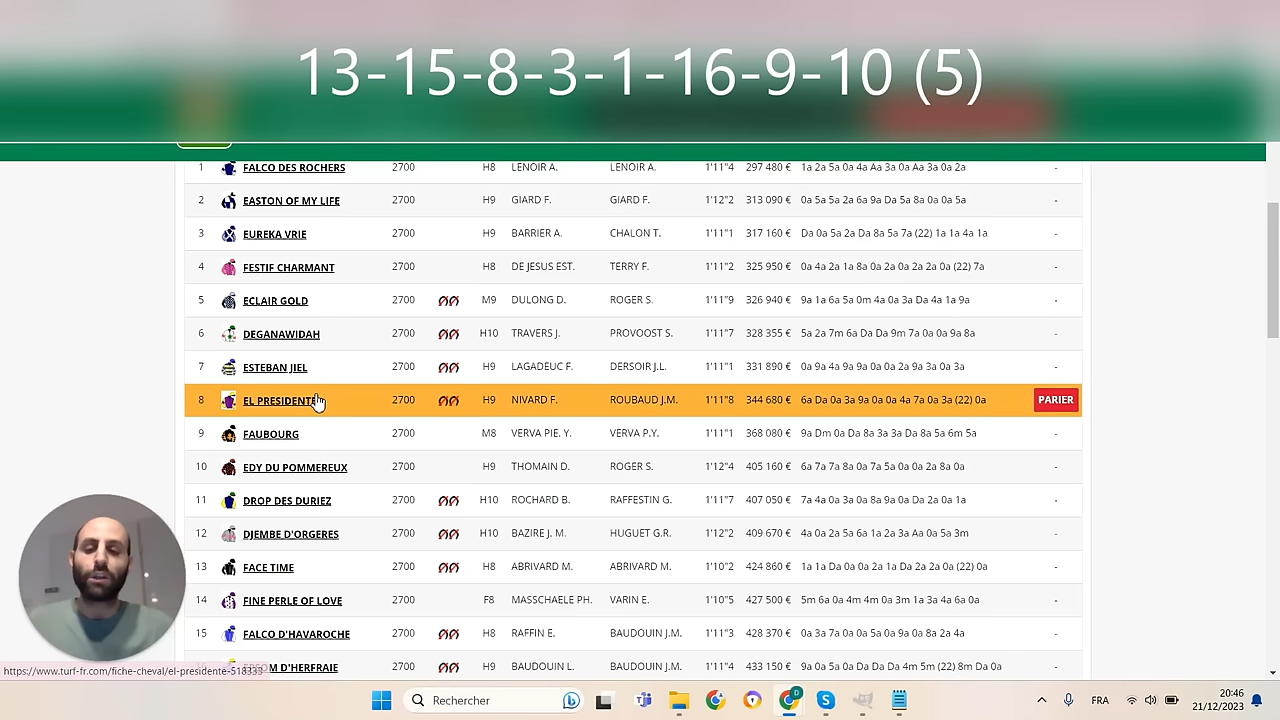 13-15-8-3-1-16-9-10 (5)
1 FALCO DES ROCHERS 2700 H8 LENOIR A. LENOIR A. 1'11"4 297 480 € 1a 2a 5a 0a 4a Aa 3a 0a Aa 3a 0a 2a -
2 EASTON OF MY LIFE 2700 H9 GIARD F. GIARD F. 1'12"2 313 090 € 0a 5a 5a 2a 6a 9a Da 5a 8a 0a 0a 5a -
3 EUREKA VRIE 2700 H9 BARRIER A. CHALON T. 1'11"1 317 160 € Da 0a 5a 2a Da 8a 5a 7a (22) 1a 1a 4a 1a -
4 FESTIF CHARMANT 2700 H8 DE JESUS EST. TERRY F. 1'11"2 325 950 € 0a 4a 2a 1a 8a 0a 2a 0a 2a 3a 0a (22) 7a -
5 ECLAIR GOLD 2700 M9 DULONG D. ROGER S. 1'11"9 326 940 € 9a 1a 6a 5a 0m 4a 0a 3a Da 4a 1a 9a -
6 DEGANAWIDAH 2700 H10 TRAVERS J. PROVOOST S. 1'11"7 328 355 € 5a 2a 7m 6a Da Da 9m 7a 0a 0a 9a 8a -
7 ESTEBAN JIEL 2700 H9 LAGADEUC F. DERSOIR J.L. 1'11"1 331 890 € 0a 9a 4a 9a 9a 0a 0a 2a 9a 0a 0a 3a -
8 EL PRESIDENTE 2700 H9 NIVARD F. ROUBAUD J.M. 1'11"8 344 680 € 6a Da 0a 3a 9a 0a 0a 4a 7a 0a 3a (22) 0a PARIER
9 FAUBOURG 2700 M8 VERVA PIE. Y. VERVA P.Y. 1'11"1 368 080 € 9a Dm 0a Da 8a 3a 3a Da 8a 5a 6m 5a -
10 EDY DU POMMEREUX 2700 H9 THOMAIN D. ROGER S. 1'12"4 405 160 € 6a 7a 7a 8a 0a 7a 5a 0a 0a 2a 8a 0a -
11 DROP DES DURIEZ 2700 H10 ROCHARD B. RAFFESTIN G. 1'11"7 407 050 € 7a 4a 0a 3a 0a 8a 9a 0a Da 0a 0a 1a -
12 DJEMBE D'ORGERES 2700 H10 BAZIRE J. M. HUGUET G.R. 1'12"2 409 670 € 4a 0a 2a 5a 6a 1a 2a 3a Aa 0a 5a 3m -
13 FACE TIME 2700 H8 ABRIVARD M. ABRIVARD M. 1'10"2 424 860 € 1a 1a Da 0a 0a 2a 1a Da 2a 2a 0a (22) 0a -
14 FINE PERLE OF LOVE 2700 F8 MASSCHAELE PH. VARIN E. 1'10"5 427 500 € 5m 6a 0a 4m 4m 0a 3m 1a 3a 4a 6a 0a -
15 FALCO D'HAVAROCHE 2700 H8 RAFFIN E. BAUDOUIN J.M. 1'11"3 428 370 € 0a 3a 7a 0a 0a 5a 0a 9a 0a 8a 2a 4a -
M D'HERFRAIE 2700 H9 BAUDOUIN L. BAUDOUIN J.M. 1'11"4 433 150 € 9a 0a 5a 0a Da Da Da 4m 5m (22) 8m Da 0a -
https://www.turf-fr.com/fiche-cheval/el-presidente-518333
Rechercher
FRA
20:46
21/12/2023